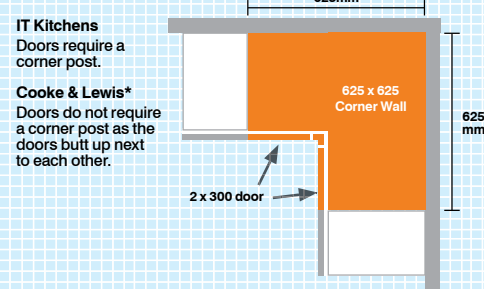 625mm
IT Kitchens
Doors require a
corner post.
Cooke & Lewis*
Doors do not require
a corner post as the
doors butt up next
to each other.
625 x 625
Corner Wall
625
mm
2 x 300 door